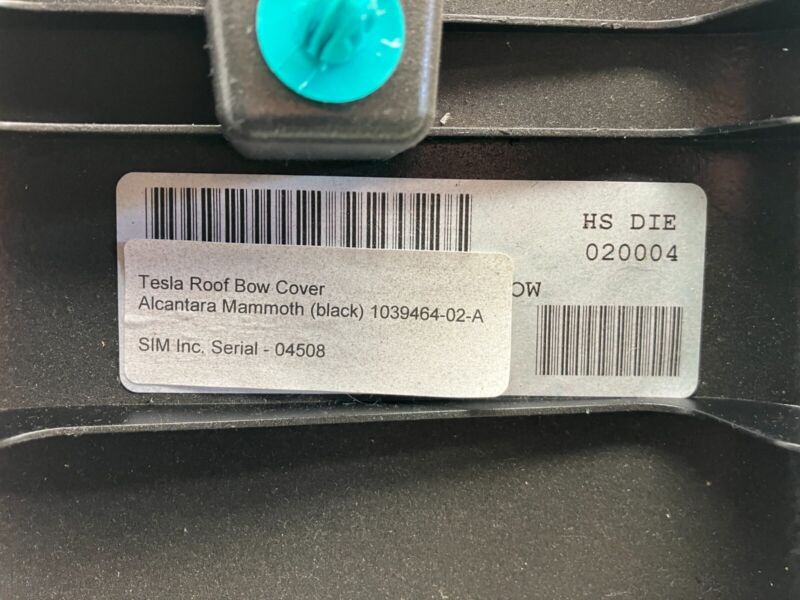 HS DIE
020004
OW
Tesla Roof Bow Cover
Alcantara Mammoth (black) 1039464-02-A
SIM Inc. Serial - 04508